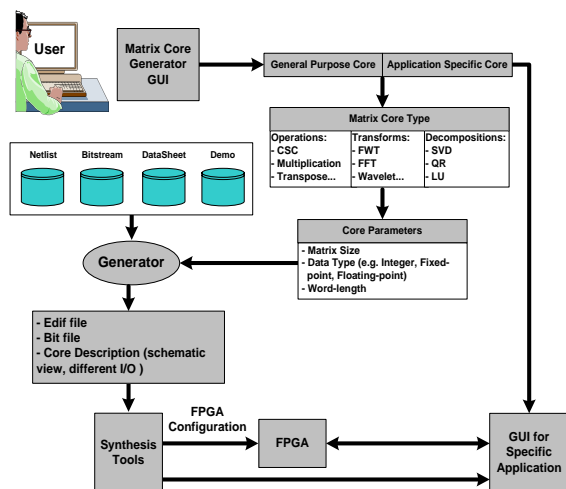 User
Matrix Core
Generator
GUI
General Purpose Core
Application Specific Core
Matrix Core Type
Operations:
- CSC
- Multiplication
- Transpose...
Transforms:
- FWT
- FFT
- Wavelet...
Decompositions:
- SVD
- QR
- LU
Netlist
Bitstream
DataSheet
Demo
Core Parameters
- Matrix Size
- Data Type (e.g. Integer, Fixed-
point, Floating-point)
- Word-length
Generator
- Edif file
- Bit file
- Core Description (schematic
view, different I/O )
FPGA
Configuration
Synthesis
Tools
FPGA
GUI for
Specific
Application